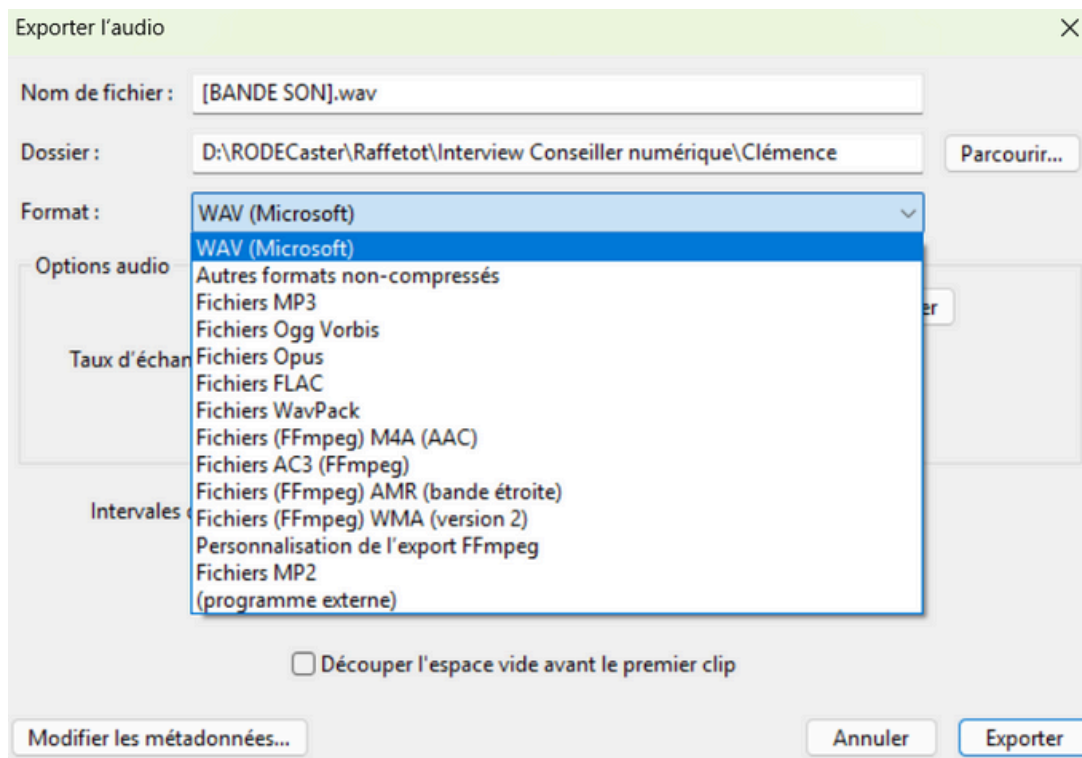 Exporter l'audio
Nom de fichier : [BANDE SON].wav
Dossier : D:\RODECaster\Raffetot\Interview Conseiller numérique\Clémence Parcourir...
Format : WAV (Microsoft)
WAV (Microsoft)
Options audio
Autres formats non-compressés
Fichiers MP3
Fichiers Ogg Vorbis
Taux d'échan
Fichiers Opus
Fichiers FLAC
Fichiers WavPack
Fichiers (FFmpeg) M4A (AAC)
Fichiers AC3 (FFmpeg)
Fichiers (FFmpeg) AMR (bande étroite)
Intervales
Fichiers (FFmpeg) WMA (version 2)
Personnalisation de l'export FFmpeg
Fichiers MP2
(programme externe)
Découper l'espace vide avant le premier clip
Modifier les métadonnées... Annuler Exporter